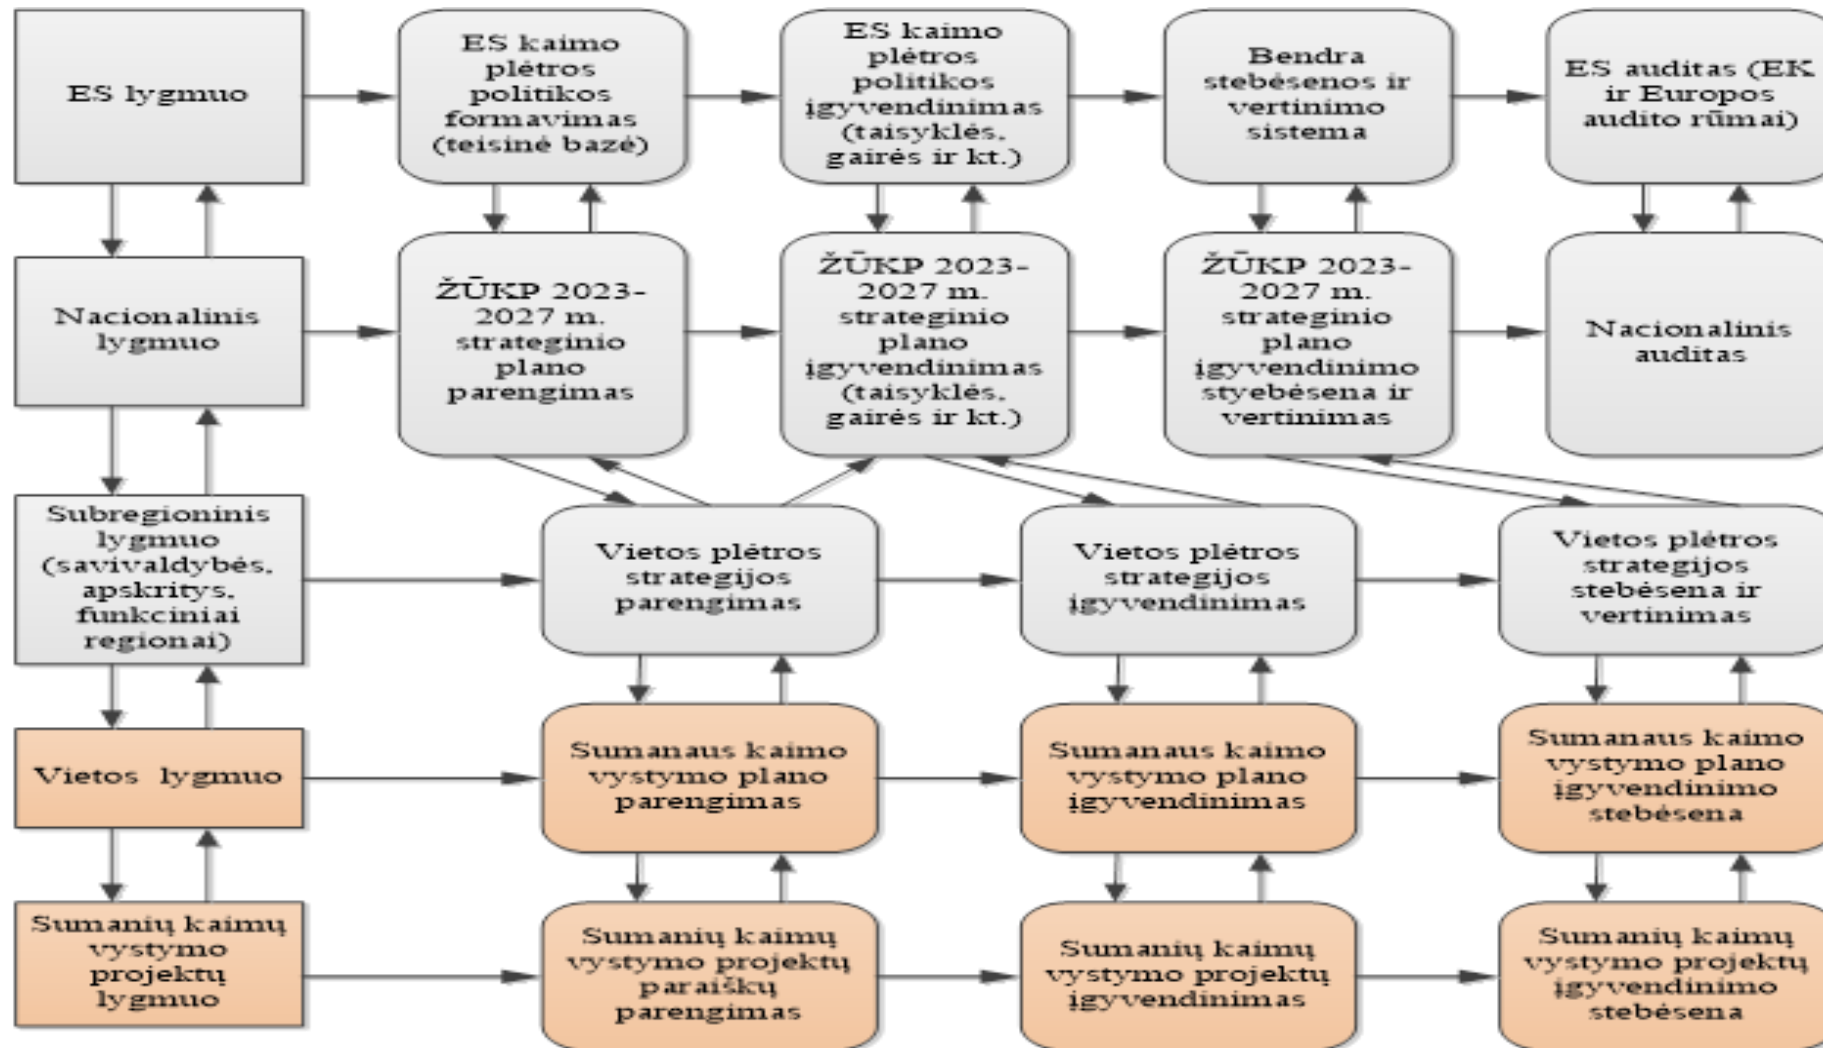 ES lygmuo
ES kaimo
plėtros
politikos
formavimas
(teisinė bazė)
ES kaimo
plėtros
politikos
įgyvendinimas
(taisyklės,
gairės ir kt.)
Bendra
stebėsenos ir
vertinimo
sistema
ES auditas (EK
ir Europos
audito rūmai)
Nacionalinis
lygmuo
ŽŪKP 2023-
2027 m.
strateginio
plano
parengimas
ŽŪKP 2023-
2027 m.
strateginio
plano
įgyvendinimas
(taisyklės,
gairės ir kt.)
ŽŪKP 2023-
2027 m.
strateginio
plano
įgyvendinimo
styebėsena ir
vertinimas
Nacionalinis
auditas
Subregioninis
lygmuo
(savivaldybės,
apskritys,
funkciniai
regionai)
Vietos plėtros
strategijos
parengimas
Vietos plėtros
strategijos
įgyvendinimas
Vietos plėtros
strategijos
stebėsena ir
vertinimas
Vietos lygmuo
Sumanaus kaimo
vystymo plano
parengimas
Sumanaus kaimo
vystymo plano
įgyvendinimas
Sumanaus kaimo
vystymo plano
įgyvendinimo
stebėsena
Sumanių kaimų
vystymo
projektų
lygmuo
Sumanių kaimų
vystymo projektų
paraiškų
parengimas
Sumanių kaimų
vystymo projektų
įgyvendinimas
Sumanių kaimų
vystymo projektų
įgyvendinimo
stebėsena